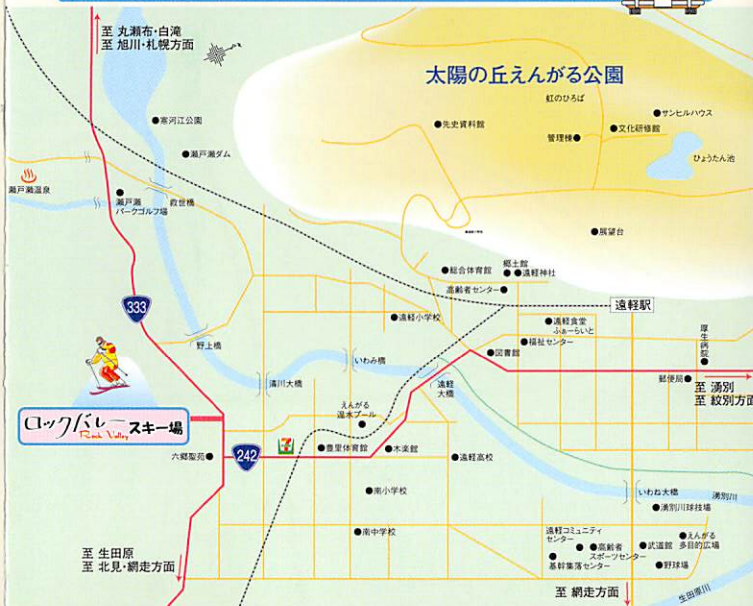 至 丸瀬布・白滝
至 旭川・札幌方面
太陽の丘えんがる公園
虹のひろば
サンヒルハウス
寒河江公園
先史資料館
文化研修館
管理棟
ひょうたん池
瀬戸瀬ダム
瀬戸瀬温泉
瀬戸瀬
パークゴルフ場
救世橋
展望台
総合体育館
郷土館
遠軽神社
高齢者センター
遠軽駅
333
遠軽小学校
遠軽食堂
ふぁーらいと
福祉センター
厚生病院
野上橋
いわみ橋
図書館
清川大橋
遠軽
大橋
郵便局
至 湧別
至 紋別方面
えんがる
温水プール
ロックバレースキー場
Rock Valley
六郷聖苑
242
7
豊里体育館
木楽館
遠軽高校
南小学校
いわね大橋
湧別川
湧別川球技場
南中学校
遠軽コミュニティ
センター
高齢者
スポーツセンター
武道館
えんがる
多目的広場
基幹集落センター
野球場
至 生田原
至 北見・網走方面
至 網走方面
生田原川